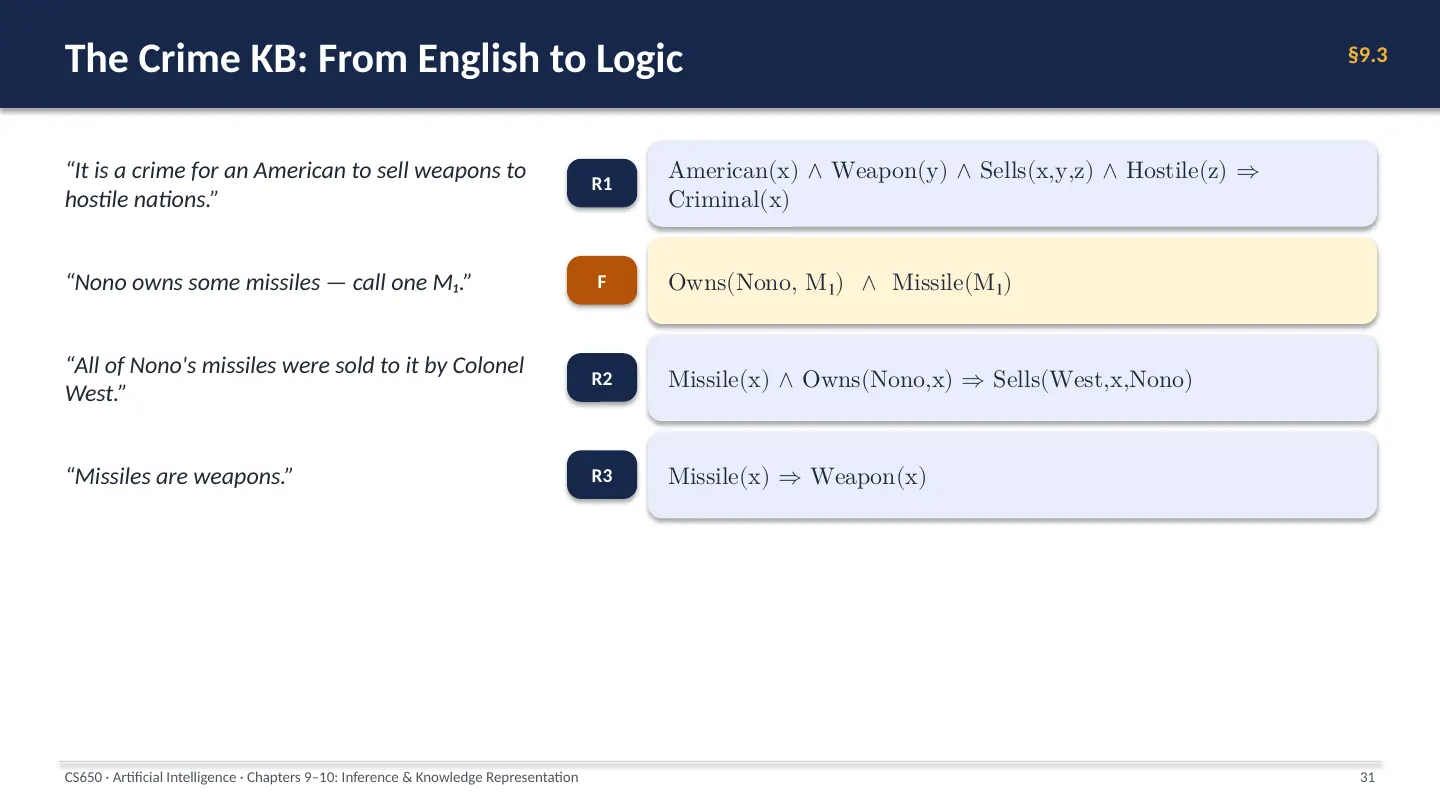 The Crime KB: From English to Logic
§9.3
“It is a crime for an American to sell weapons to
hostile nations.”
R1
American(x) ∧ Weapon(y) ∧ Sells(x,y,z) ∧ Hostile(z) ⇒
Criminal(x)
“Nono owns some missiles — call one M₁.”
F
Owns(Nono, M₁) ∧ Missile(M₁)
“All of Nono's missiles were sold to it by Colonel
West.”
R2
Missile(x) ∧ Owns(Nono,x) ⇒ Sells(West,x,Nono)
“Missiles are weapons.”
R3
Missile(x) ⇒ Weapon(x)
CS650 · Artificial Intelligence · Chapters 9–10: Inference & Knowledge Representation
31